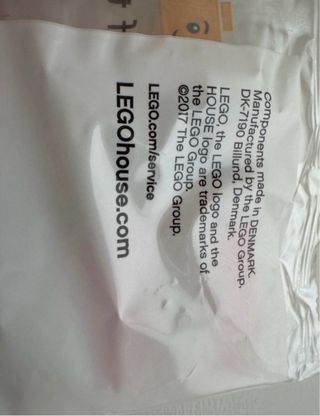 Components made in DENMARK.
Manufactured by the LEGO Group,
DK-7190 Billund, Denmark.
LEGO, the LEGO logo and the
HOUSE logo are trademarks of
the LEGO Group.
©2017 The LEGO Group.
LEGO.com/service
LEGOhouse.com